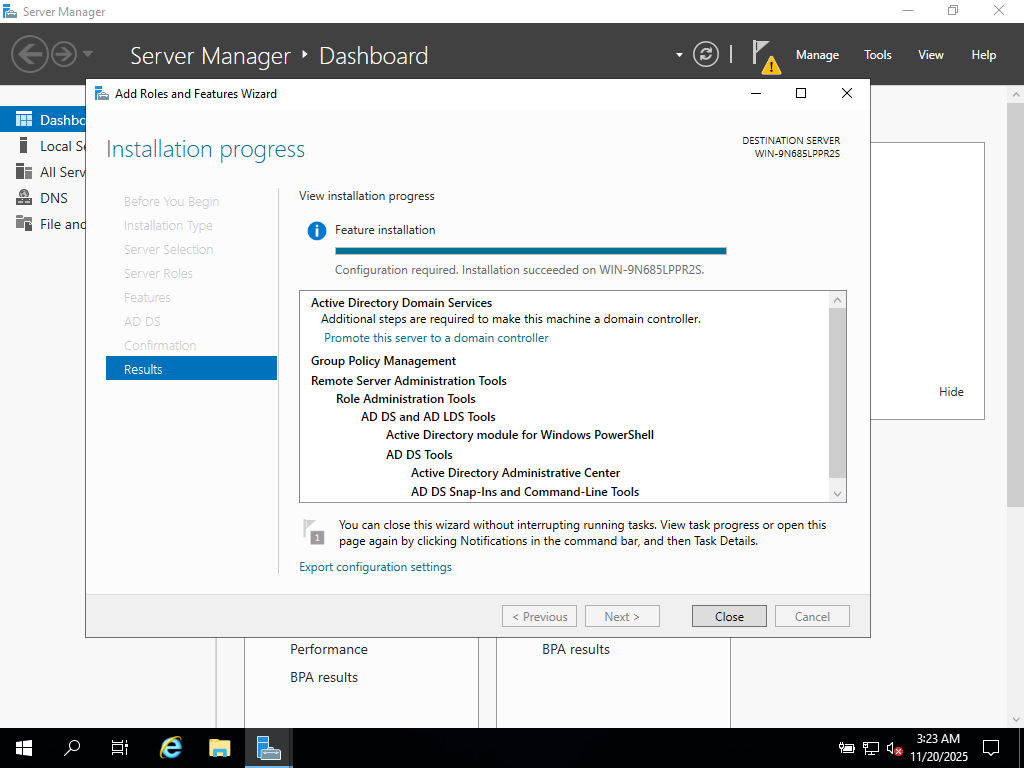 Server Manager
Server Manager • Dashboard
Manage
Tools
View
Help
Add Roles and Features Wizard
Installation progress
DESTINATION SERVER
WIN-9N685LPPR2S
Dashbo
Local Se
All Serv
DNS
File and
Before You Begin
Installation Type
Server Selection
Server Roles
Features
AD DS
Confirmation
Results
View installation progress
Feature installation
Configuration required. Installation succeeded on WIN-9N685LPPR2S.
Active Directory Domain Services
Additional steps are required to make this machine a domain controller.
Promote this server to a domain controller
Group Policy Management
Remote Server Administration Tools
Role Administration Tools
AD DS and AD LDS Tools
Active Directory module for Windows PowerShell
AD DS Tools
Active Directory Administrative Center
AD DS Snap-Ins and Command-Line Tools
Hide
1
You can close this wizard without interrupting running tasks. View task progress or open this
page again by clicking Notifications in the command bar, and then Task Details.
Export configuration settings
< Previous
Next >
Close
Cancel
Performance
BPA results
BPA results
3:23 AM
11/20/2025